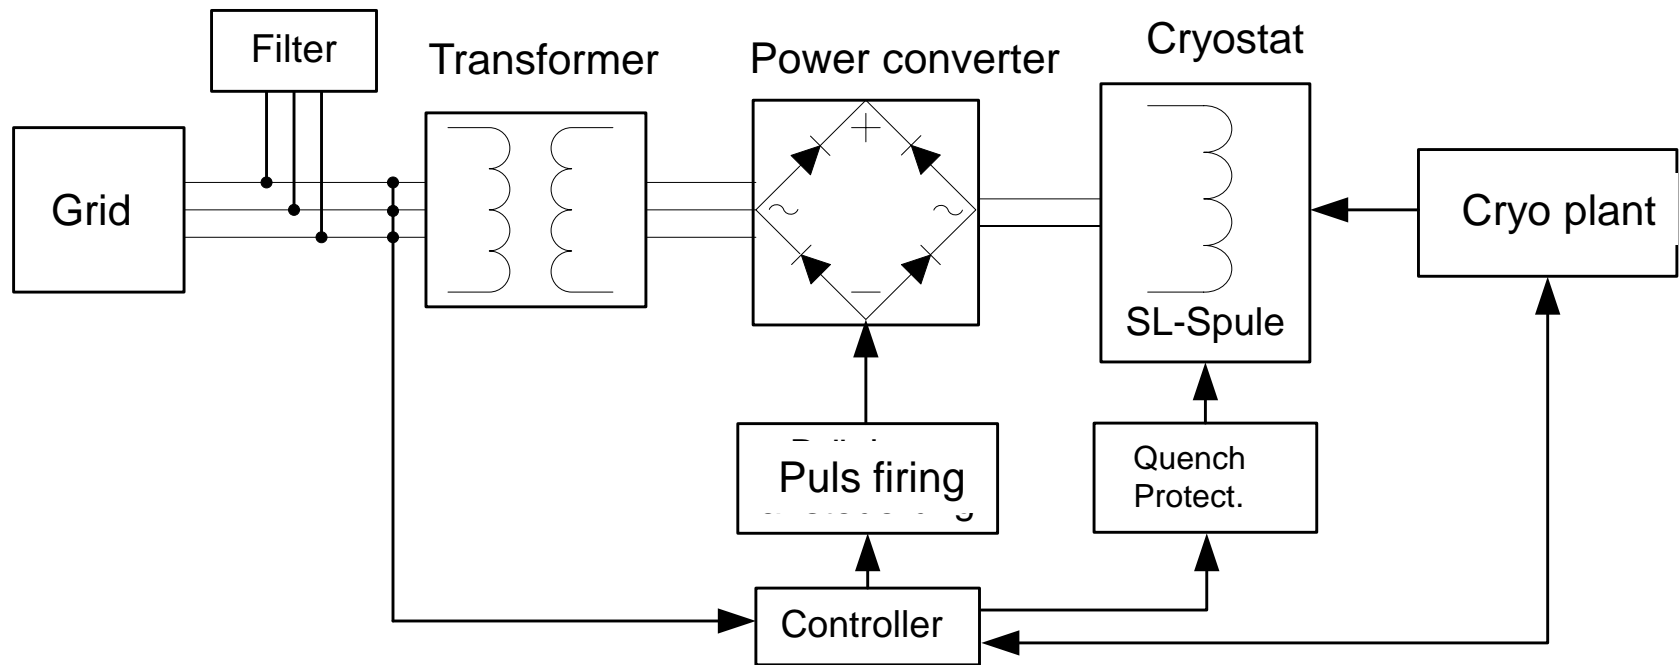 Filter
Transformer
Power converter
Cryostat
Grid
Cryo plant
SL-Spule
Puls firing
Quench
Protect.
Controller